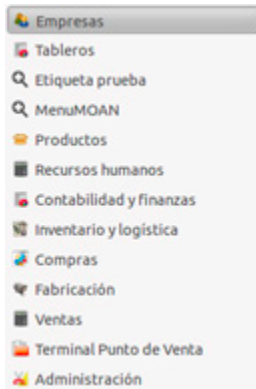 Empresas
Tableros
Etiqueta prueba
MenuMOAN
Productos
Recursos humanos
Contabilidad y finanzas
Inventario y logística
Compras
Fabricación
Ventas
Terminal Punto de Venta
Administración